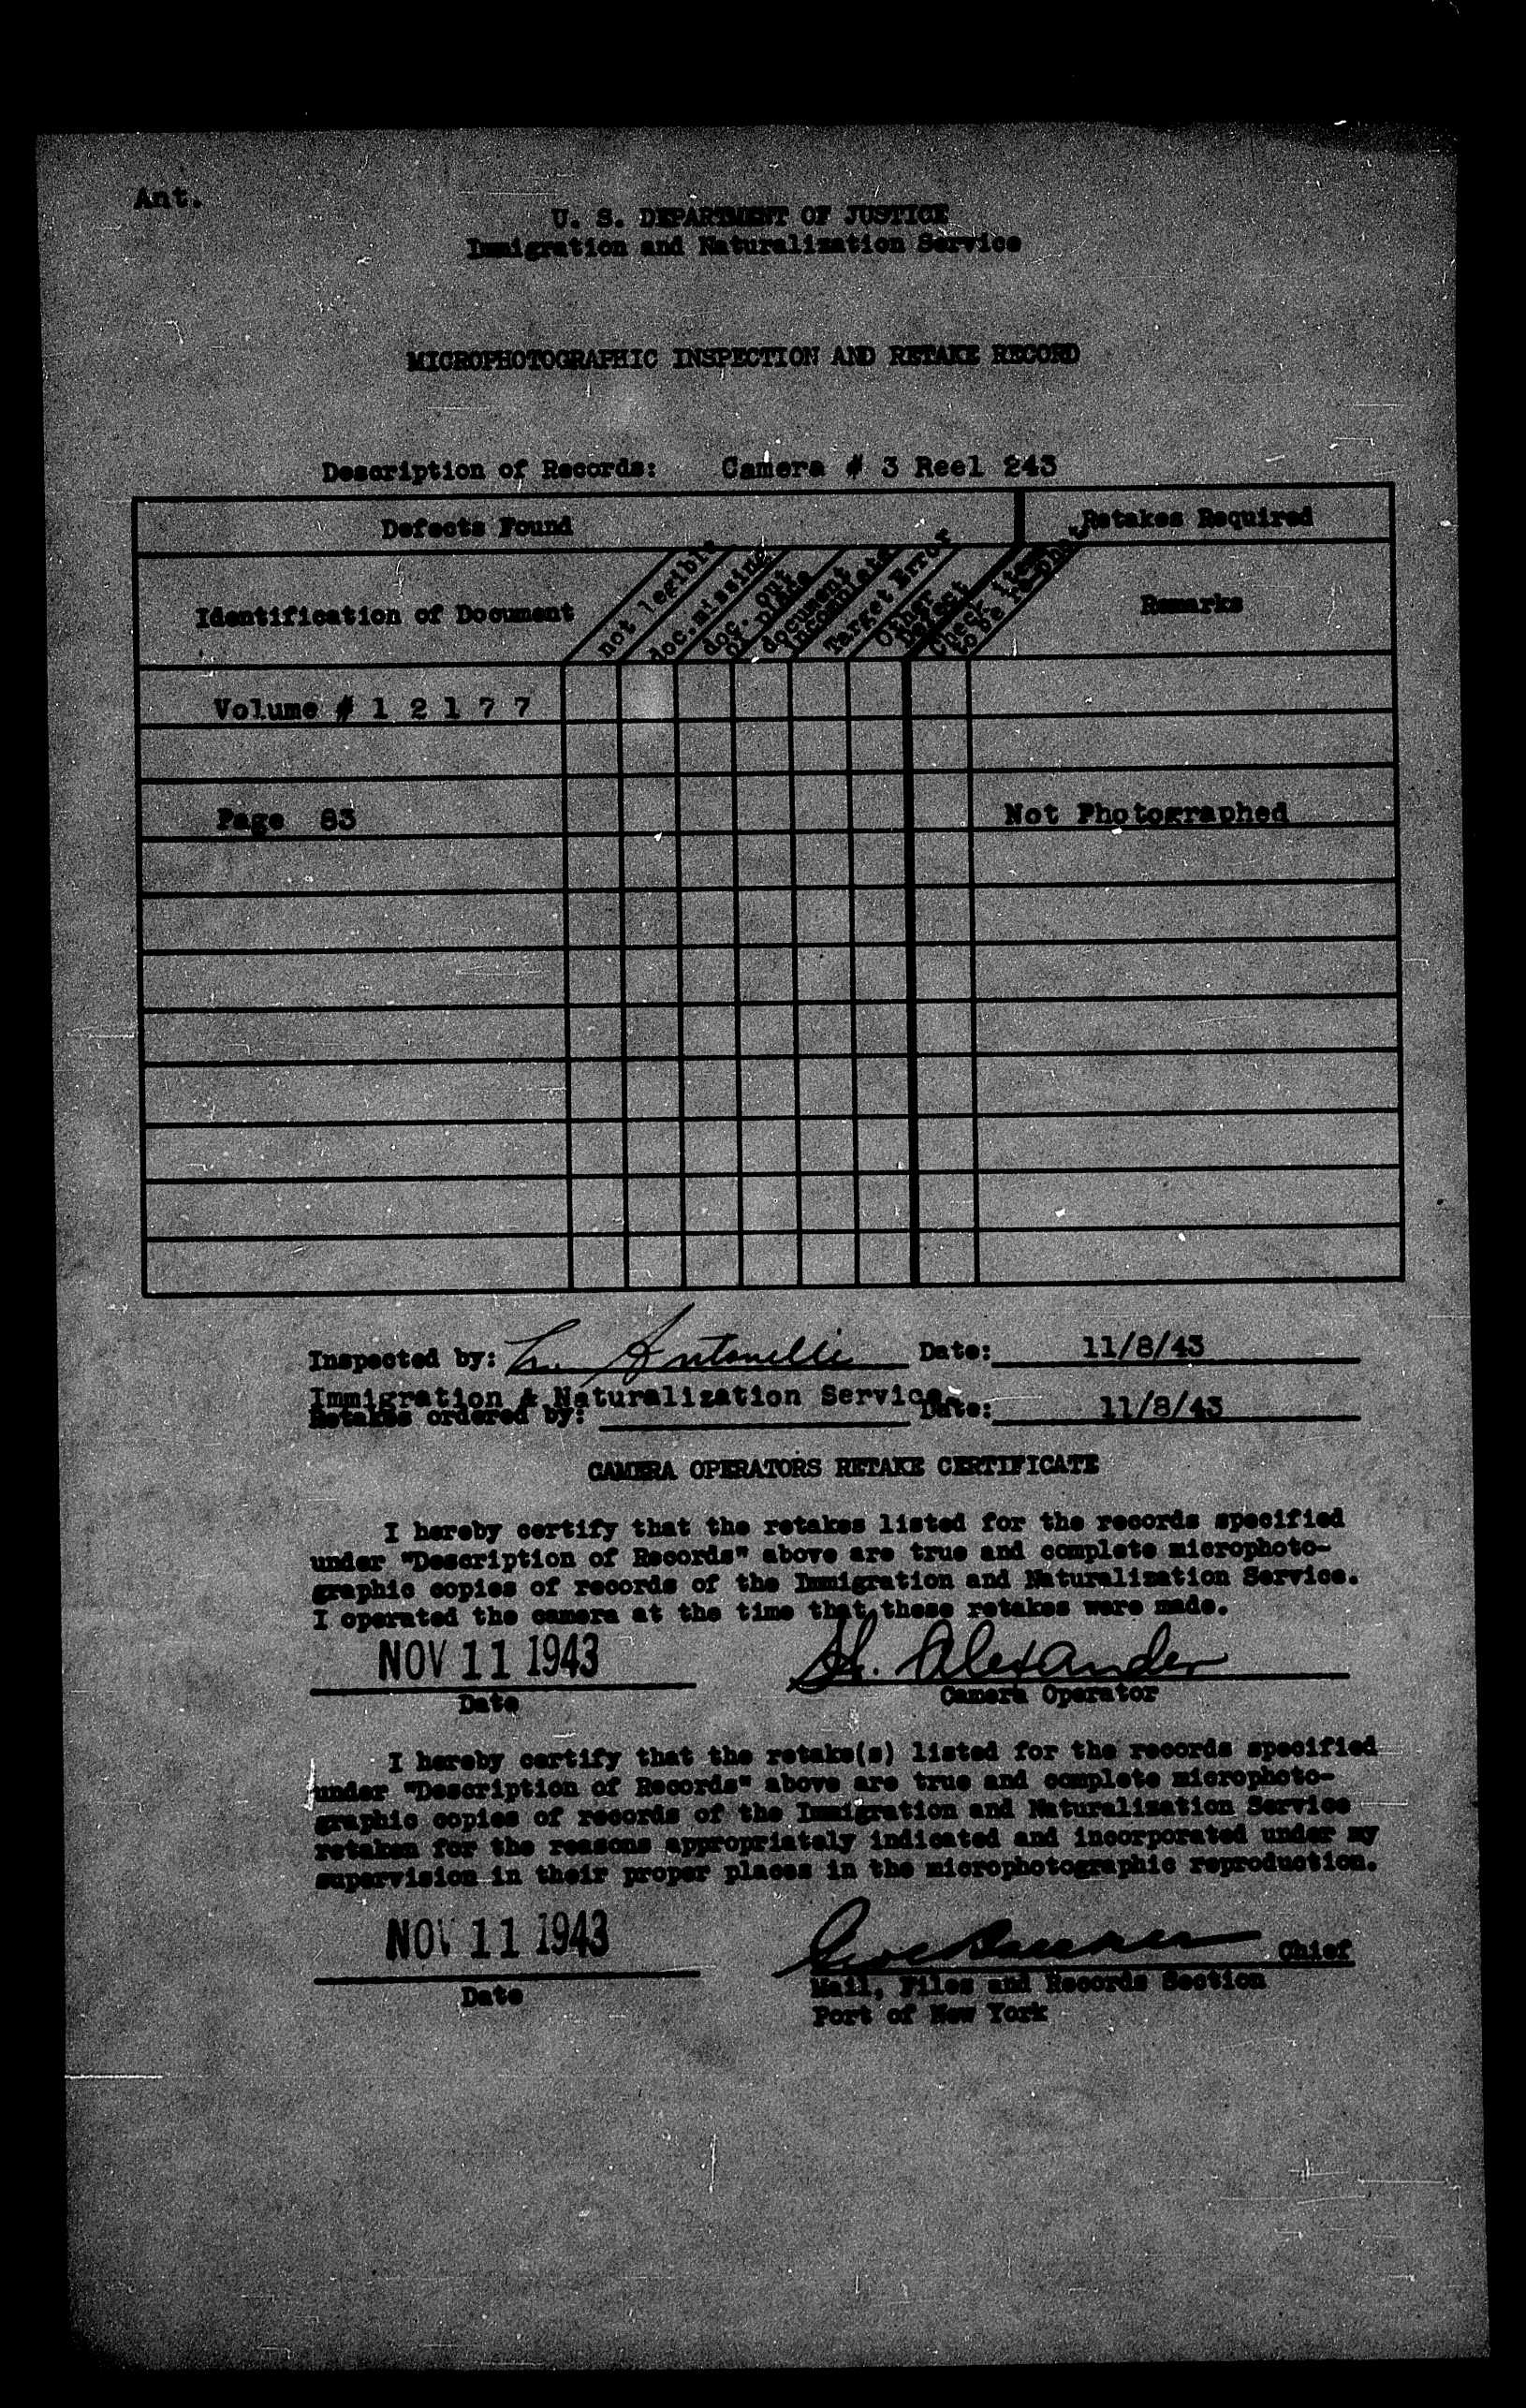 Ant.
U. S. DEPARTMENT OF JUSTICE
Immigration and Naturalization Service
MICROPHOTOGRAPHIC INSPECTION AND RETAKE RECORD
Description of Records: Camera # 3 Reel 243
Defects Found
Retakes Required
Identification of Document
not legible
doc.missing
doc. out
of place
document
incomplete
Target Error
Other
Defect
Check items
to be rephoto.
Remarks
Volume # 1 2 1 7 7
Page 83
Not Photographed
Inspected by: Antonelli Date: 11/8/43
Immigration & Naturalization Service
Retakes ordered by: Date: 11/8/43
CAMERA OPERATORS RETAKE CERTIFICATE
I hereby certify that the retakes listed for the records specified
under "Description of Records" above are true and complete microphoto-
graphic copies of records of the Immigration and Naturalization Service.
I operated the camera at the time that these retakes were made.
NOV 11 1943
Alexander
Date
Camera Operator
I hereby certify that the retake(s) listed for the records specified
under "Description of Records" above are true and complete microphoto-
graphic copies of records of the Immigration and Naturalization Service
retaken for the reasons appropriately indicated and incorporated under my
supervision in their proper places in the microphotographic reproduction.
NOV 11 1943
Chief
Date
Mail, Files and Records Section
Port of New York